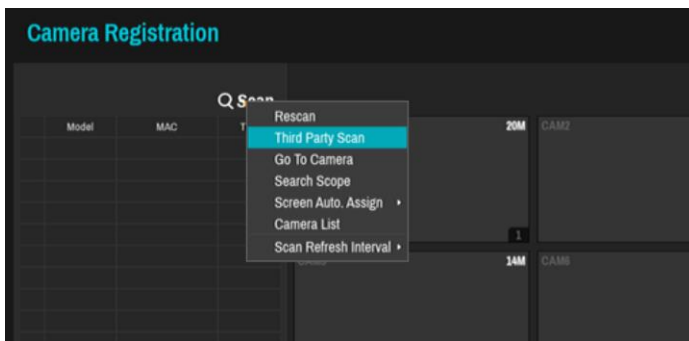 Camera Registration
Scan
Model MAC T
Rescan
Third Party Scan
Go To Camera
Search Scope
Screen Auto. Assign
Camera List
Scan Refresh Interval
20M CAM2
1
14M CAM6